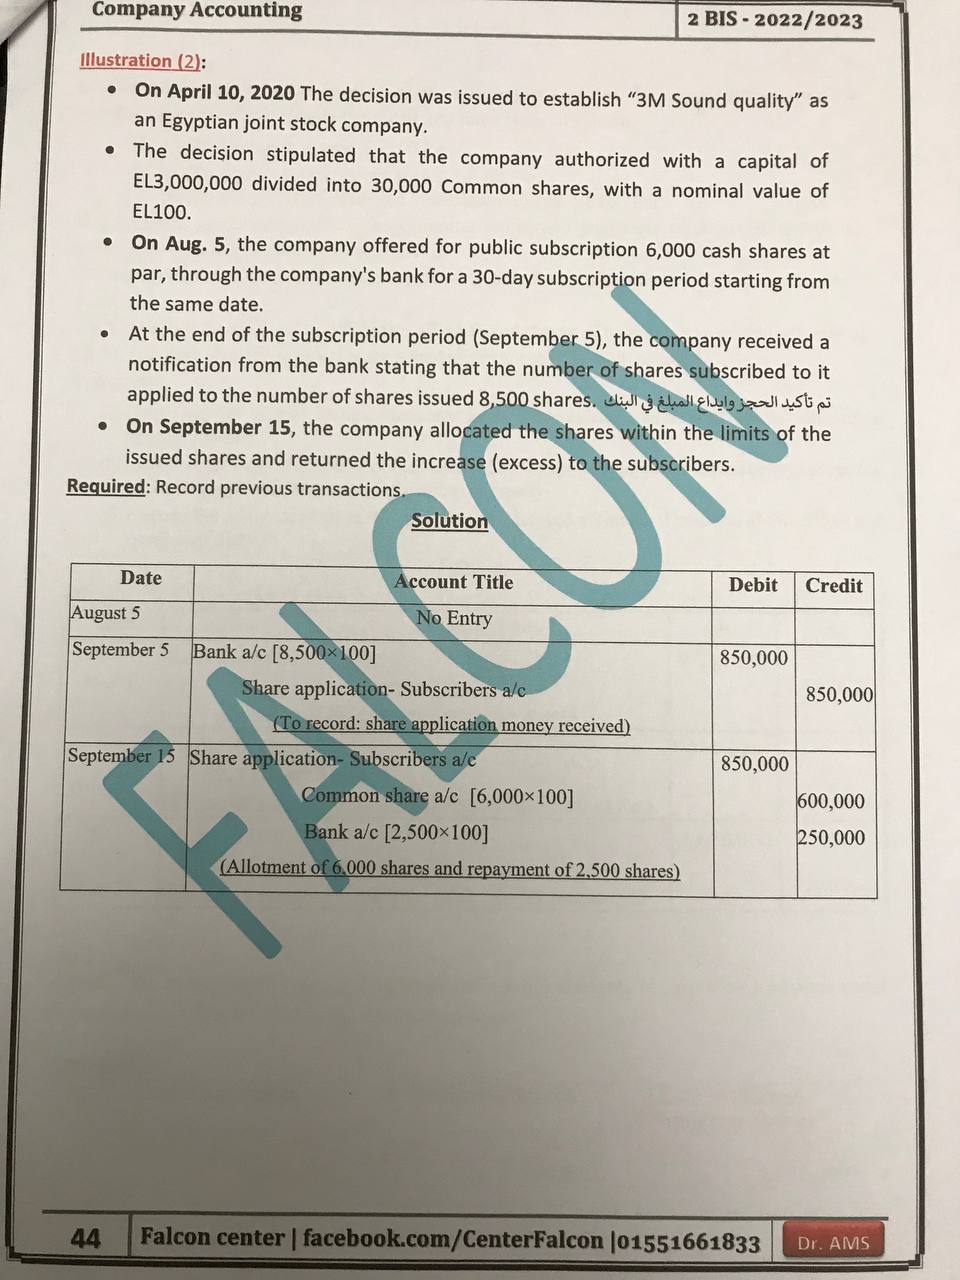 Company Accounting
2 BIS - 2022/2023
Illustration (2):
• On April 10, 2020 The decision was issued to establish “3M Sound quality” as
an Egyptian joint stock company.
• The decision stipulated that the company authorized with a capital of
EL3,000,000 divided into 30,000 Common shares, with a nominal value of
EL100.
• On Aug. 5, the company offered for public subscription 6,000 cash shares at
par, through the company's bank for a 30-day subscription period starting from
the same date.
• At the end of the subscription period (September 5), the company received a
notification from the bank stating that the number of shares subscribed to it
applied to the number of shares issued 8,500 shares. تم تأكيد الحجز وايداع المبلغ في البنك
• On September 15, the company allocated the shares within the limits of the
issued shares and returned the increase (excess) to the subscribers.
Required: Record previous transactions.
Solution
Date Account Title Debit Credit
August 5 No Entry
September 5 Bank a/c [8,500×100] 850,000
Share application- Subscribers a/c 850,000
(To record: share application money received)
September 15 Share application- Subscribers a/c 850,000
Common share a/c [6,000×100] 600,000
Bank a/c [2,500×100] 250,000
(Allotment of 6,000 shares and repayment of 2,500 shares)
FALCON
44 Falcon center | facebook.com/CenterFalcon |01551661833 Dr. AMS